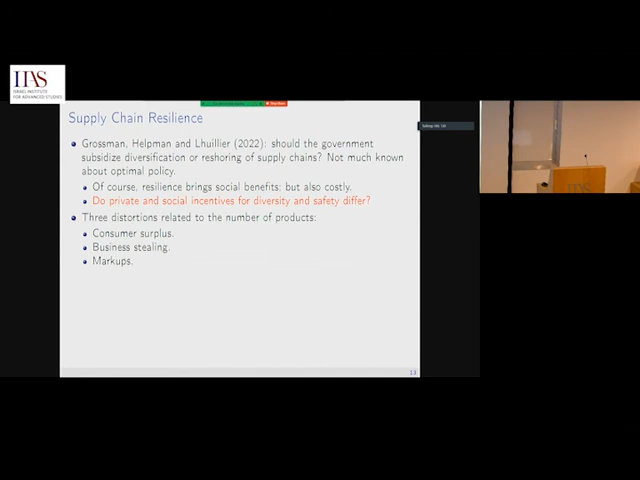 IIAS
ISRAEL INSTITUTE
FOR ADVANCED STUDIES
Supply Chain Resilience
Grossman, Helpman and Lhuillier (2022): should the government
subsidize diversification or reshoring of supply chains? Not much known
about optimal policy.
Of course, resilience brings social benefits; but also costly.
Do private and social incentives for diversity and safety differ?
Three distortions related to the number of products:
Consumer surplus.
Business stealing.
Markups.
13